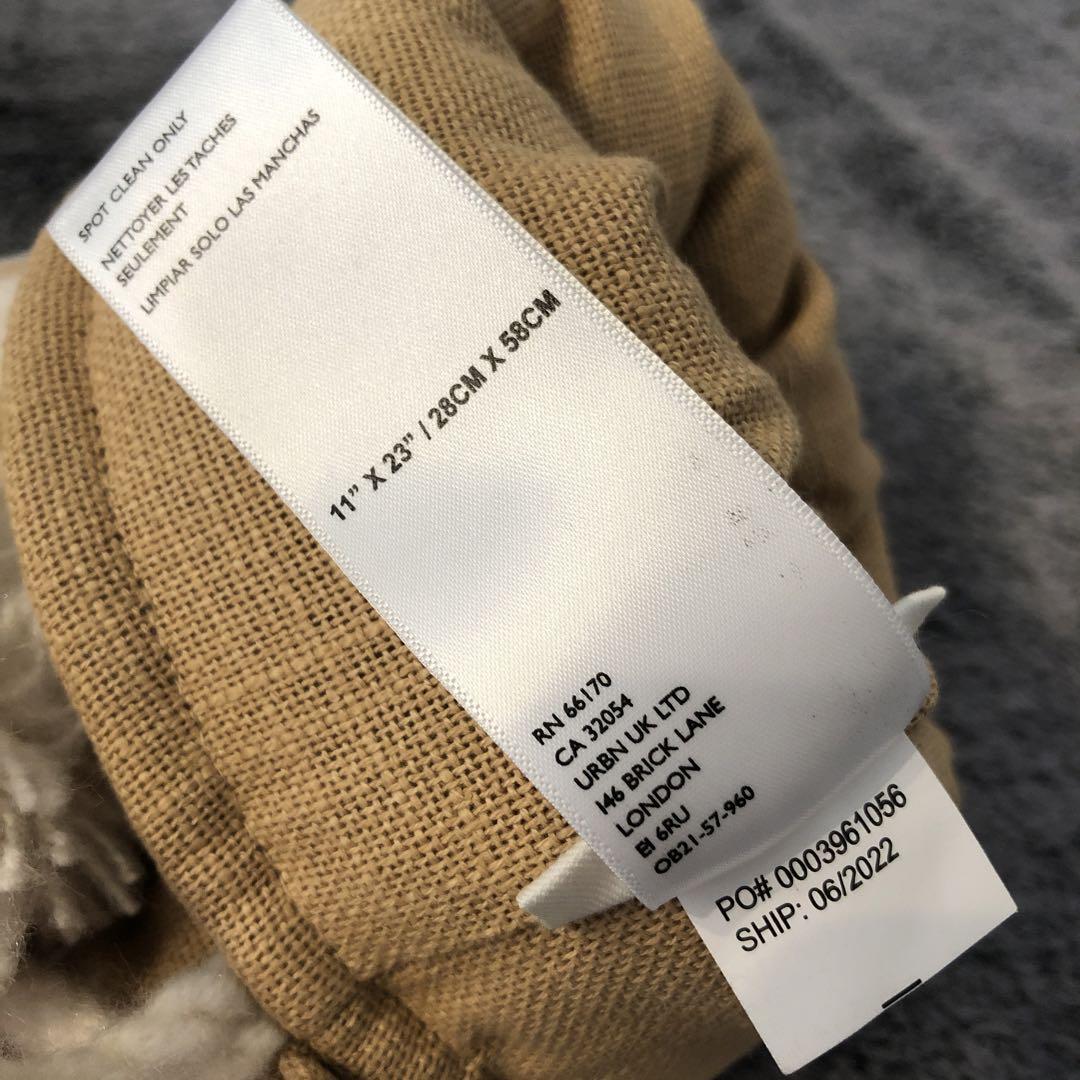 SPOT CLEAN ONLY
NETTOYER LES TACHES
SEULEMENT
LIMPIAR SOLO LAS MANCHAS
11" X 23" / 28CM X 58CM
RN 66170
CA 32054
URBN UK LTD
146 BRICK LANE
LONDON
E1 6RU
OB21-57-960
PO# 0003961056
SHIP: 06/2022